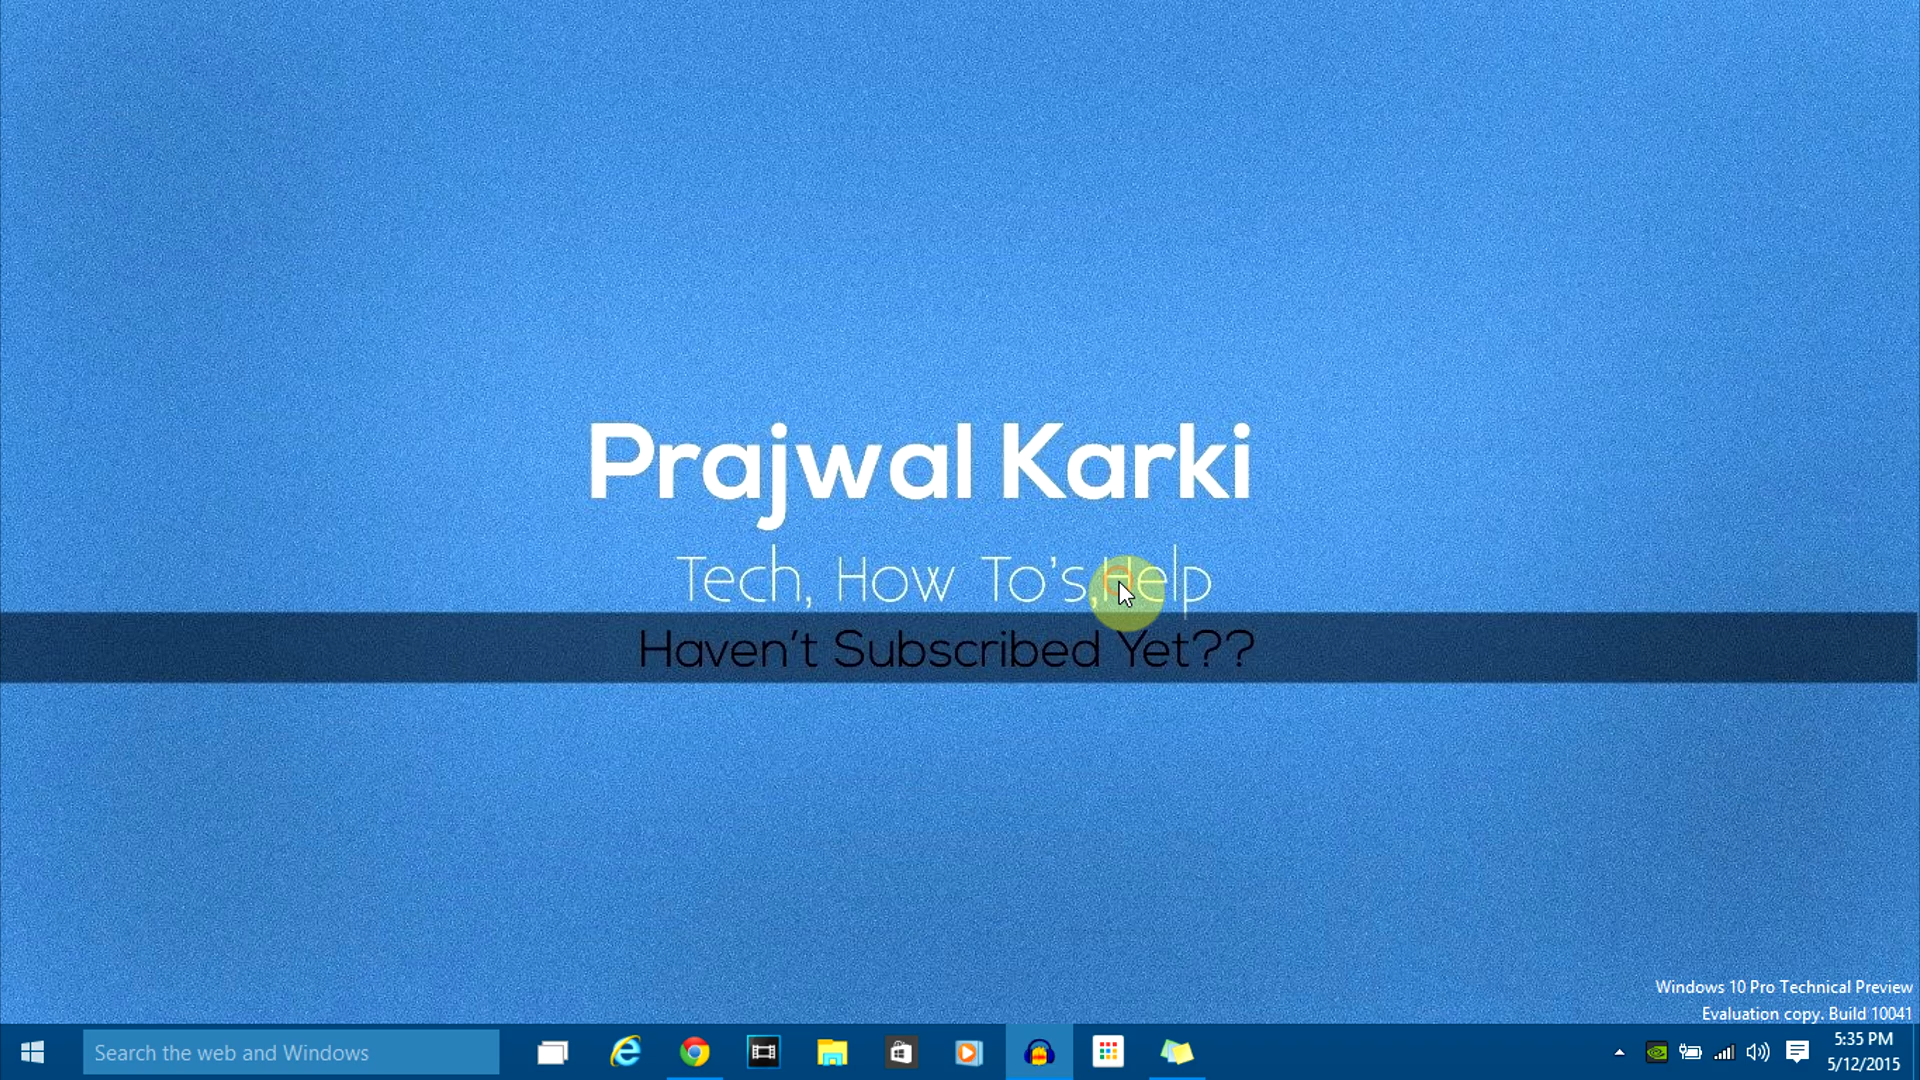 Prajwal Karki
Tech, How To's,Help
Haven't Subscribed Yet??
Windows 10 Pro Technical Preview
Evaluation copy. Build 10041
Search the web and Windows
5:35 PM
5/12/2015